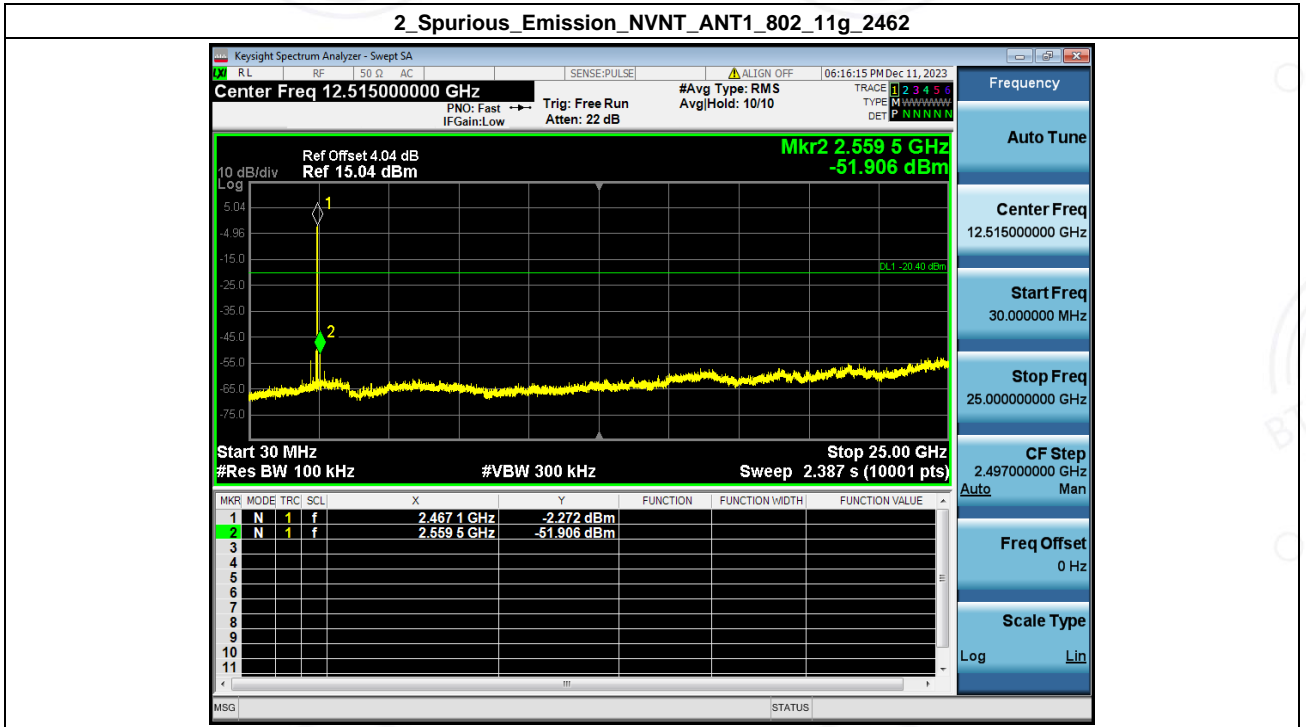 2_Spurious_Emission_NVNT_ANT1_802_11g_2462
Keysight Spectrum Analyzer - Swept SA
LXI RL RF 50 Ω AC SENSE:PULSE ALIGN OFF 06:16:15 PM Dec 11, 2023
Center Freq 12.515000000 GHz
PNO: Fast
IFGain:Low
Trig: Free Run
Atten: 22 dB
#Avg Type: RMS
Avg|Hold: 10/10
TRACE 1 2 3 4 5 6
TYPE M WWWWW
DET P N N N N N
Frequency
Auto Tune
Center Freq
12.515000000 GHz
Start Freq
30.000000 MHz
Stop Freq
25.000000000 GHz
CF Step
2.497000000 GHz
Auto Man
Freq Offset
0 Hz
Scale Type
Log Lin
Mkr2 2.559 5 GHz
-51.906 dBm
Ref Offset 4.04 dB
10 dB/div Ref 15.04 dBm
Log
5.04
-4.96
-15.0
-25.0
-35.0
-45.0
-55.0
-65.0
-75.0
1
2
DL1 -20.40 dBm
Start 30 MHz Stop 25.00 GHz
#Res BW 100 kHz #VBW 300 kHz Sweep 2.387 s (10001 pts)
MKR MODE TRC SCL X Y FUNCTION FUNCTION WIDTH FUNCTION VALUE
1 N 1 f 2.467 1 GHz -2.272 dBm
2 N 1 f 2.559 5 GHz -51.906 dBm
3
4
5
6
7
8
9
10
11
MSG STATUS